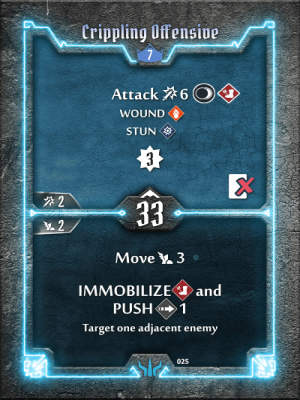 Crippling Offensive
7
Attack 6
WOUND
STUN
3
2
33
2
Move 3
IMMOBILIZE and
PUSH 1
Target one adjacent enemy
025